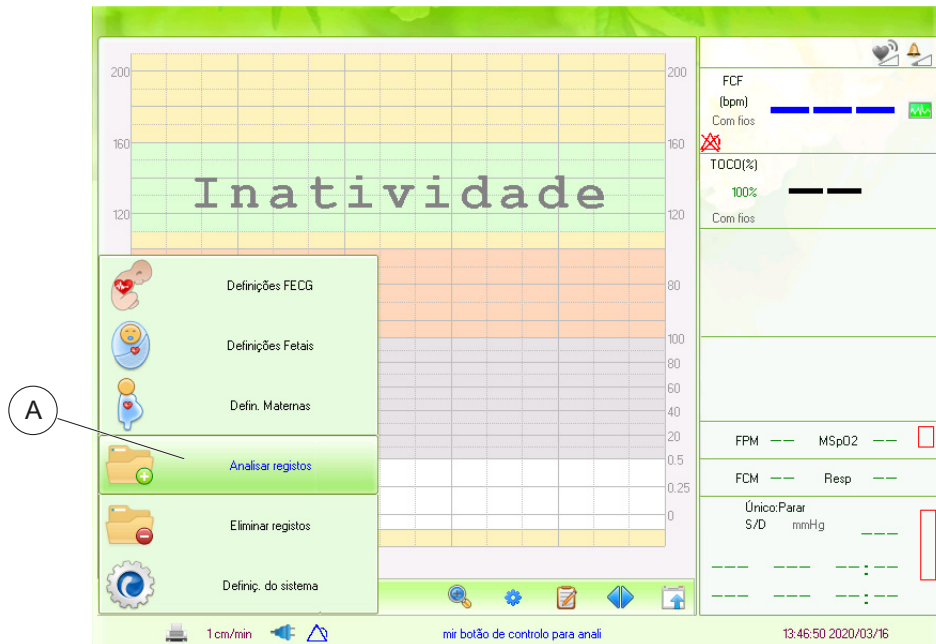 200
160
120
Inatividade
200
160
120
80
100
80
60
40
20
0.5
0.25
0
A
Definições FECG
Definições Fetais
Defin. Maternas
Analisar registos
Eliminar registos
Definiç. do sistema
FCF
(bpm)
Com fios
TOCO(%)
100%
Com fios
FPM -- MSpO2 --
FCM -- Resp --
Único:Parar
S/D mmHg ---
--- --- --:--
--- --- --:--
1 cm/min
mir botão de controlo para anali
13:46:50 2020/03/16